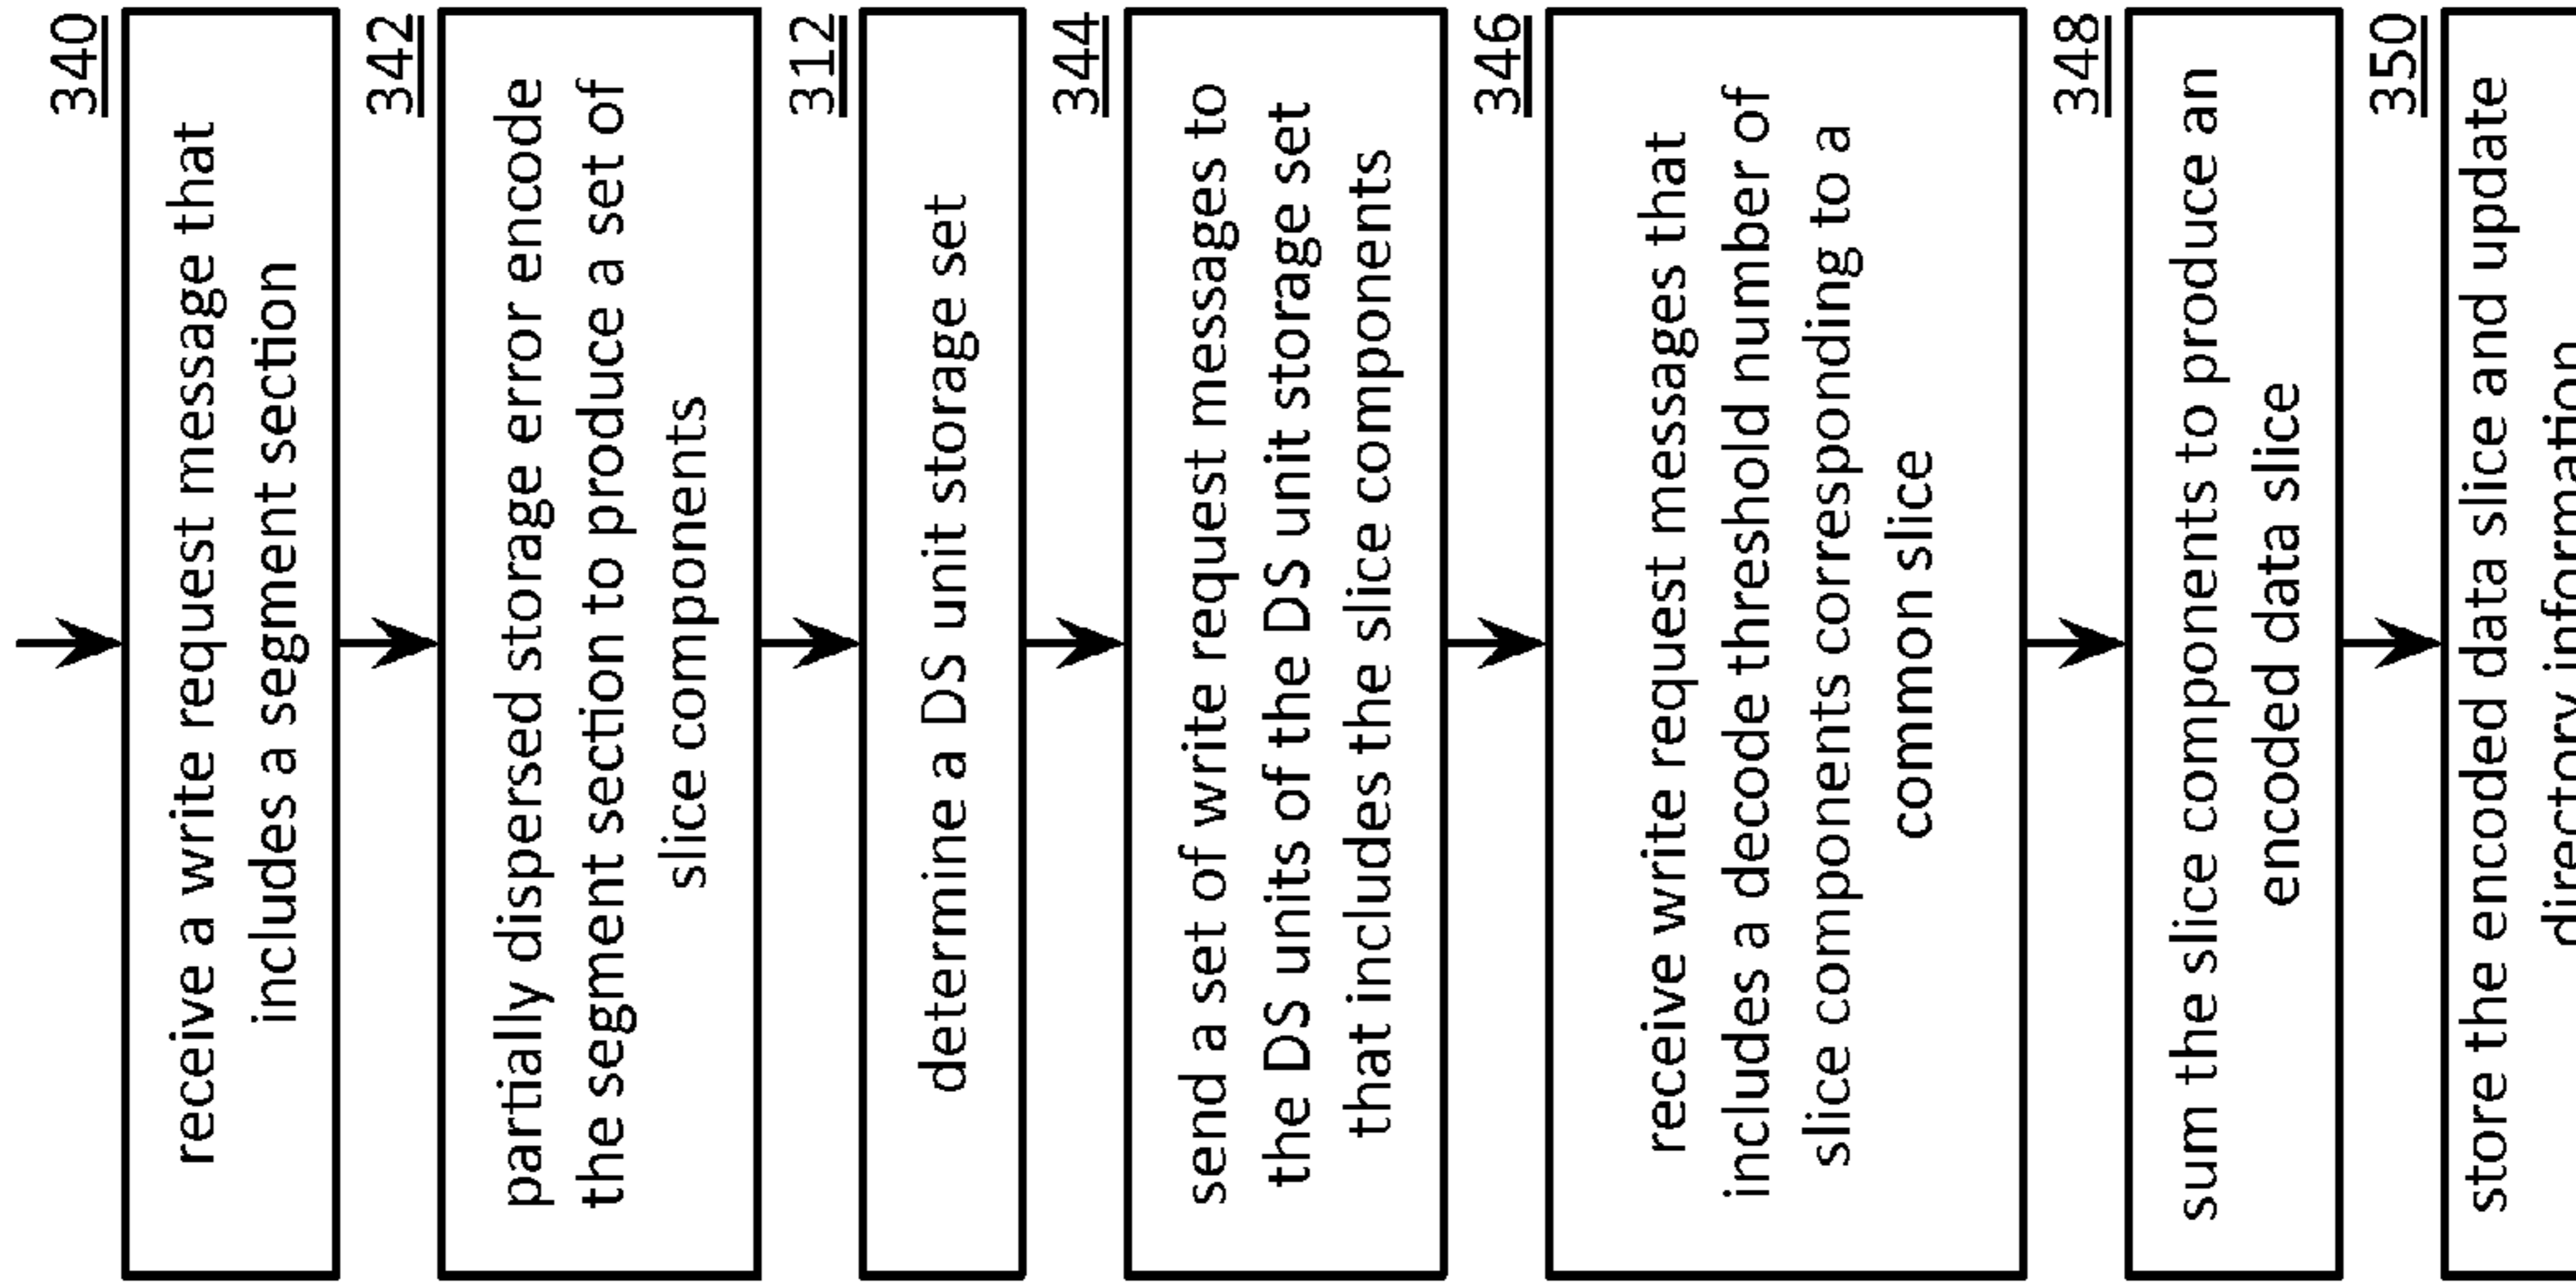 340
receive a write request message that
includes a segment section
342
partially dispersed storage error encode
the segment section to produce a set of
slice components
312
determine a DS unit storage set
344
send a set of write request messages to
the DS units of the DS unit storage set
that includes the slice components
346
receive write request messages that
includes a decode threshold number of
slice components corresponding to a
common slice
348
sum the slice components to produce an
encoded data slice
350
store the encoded data slice and update
directory information